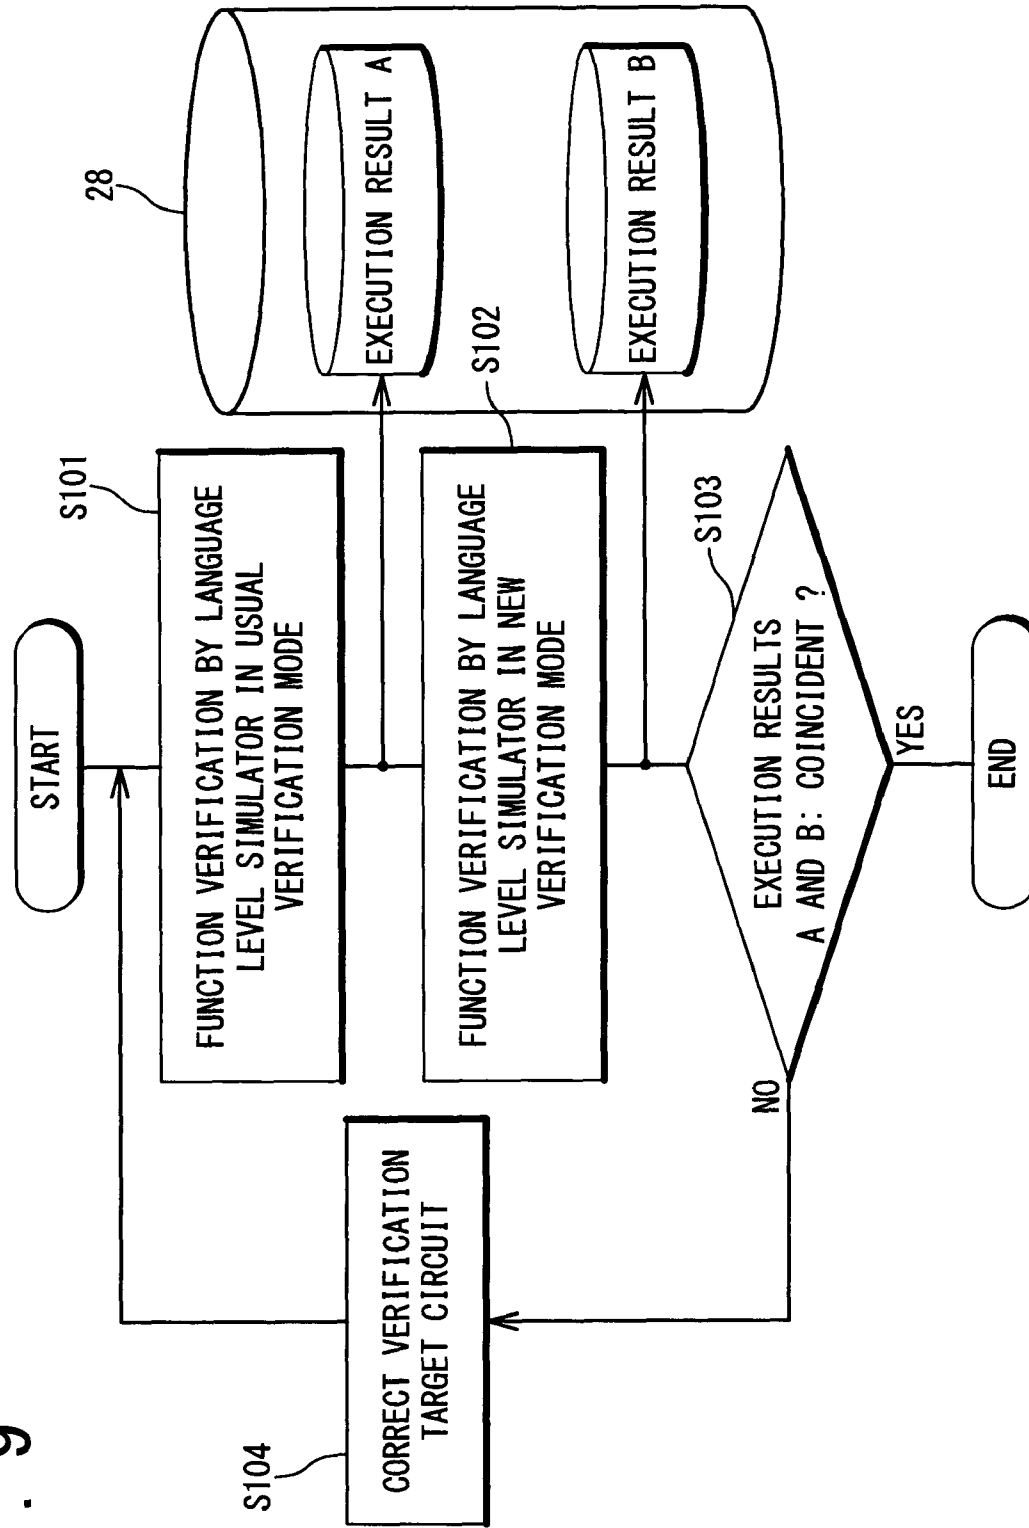 . 9
START
S101
FUNCTION VERIFICATION BY LANGUAGE
LEVEL SIMULATOR IN USUAL
VERIFICATION MODE
28
EXECUTION RESULT A
S102
FUNCTION VERIFICATION BY LANGUAGE
LEVEL SIMULATOR IN NEW
VERIFICATION MODE
EXECUTION RESULT B
S103
EXECUTION RESULTS
A AND B: COINCIDENT ?
NO
YES
S104
CORRECT VERIFICATION
TARGET CIRCUIT
END